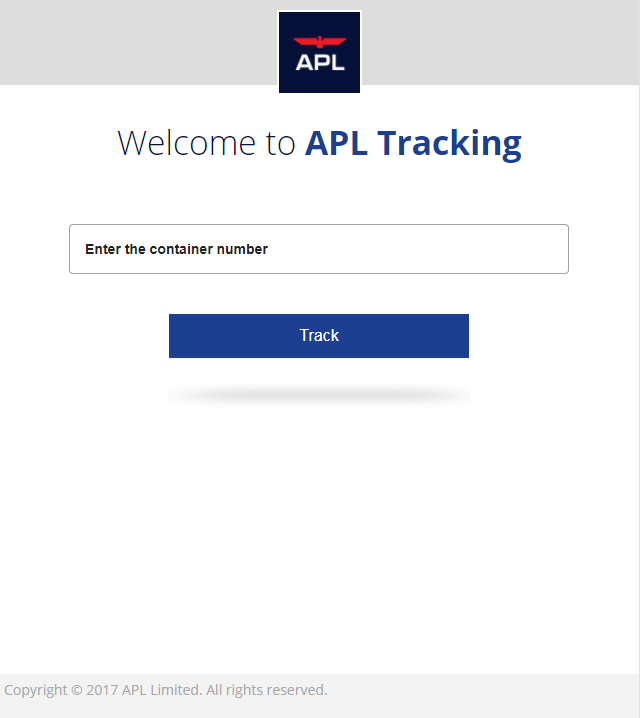 APL
Welcome to APL Tracking
Enter the container number
Track
Copyright © 2017 APL Limited. All rights reserved.